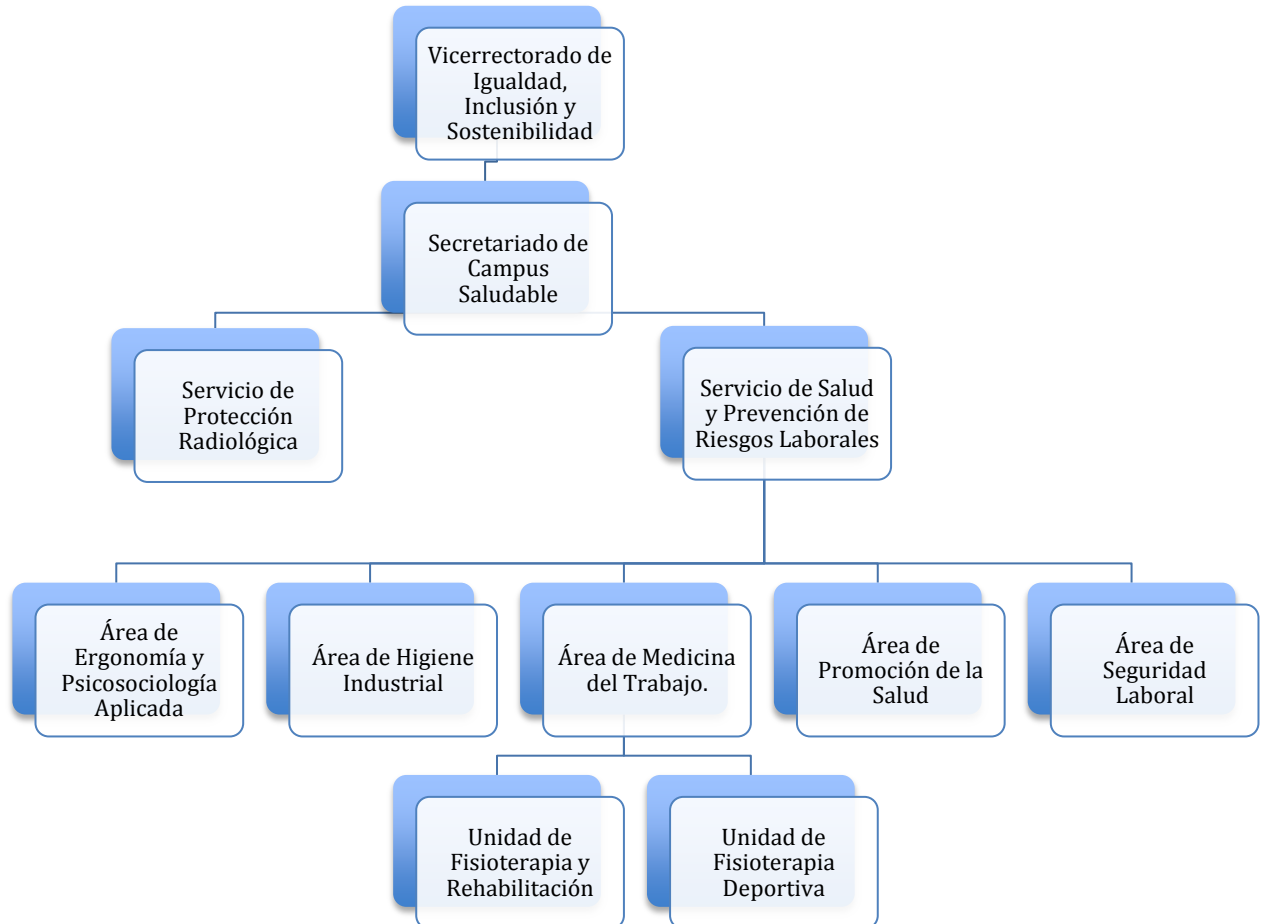 Vicerrectorado de
Igualdad,
Inclusión y
Sostenibilidad
Secretariado de
Campus
Saludable
Servicio de
Protección
Radiológica
Servicio de Salud
y Prevención de
Riesgos Laborales
Área de
Ergonomía y
Psicosociología
Aplicada
Área de Higiene
Industrial
Área de Medicina
del Trabajo.
Área de
Promoción de la
Salud
Área de
Seguridad
Laboral
Unidad de
Fisioterapia y
Rehabilitación
Unidad de
Fisioterapia
Deportiva